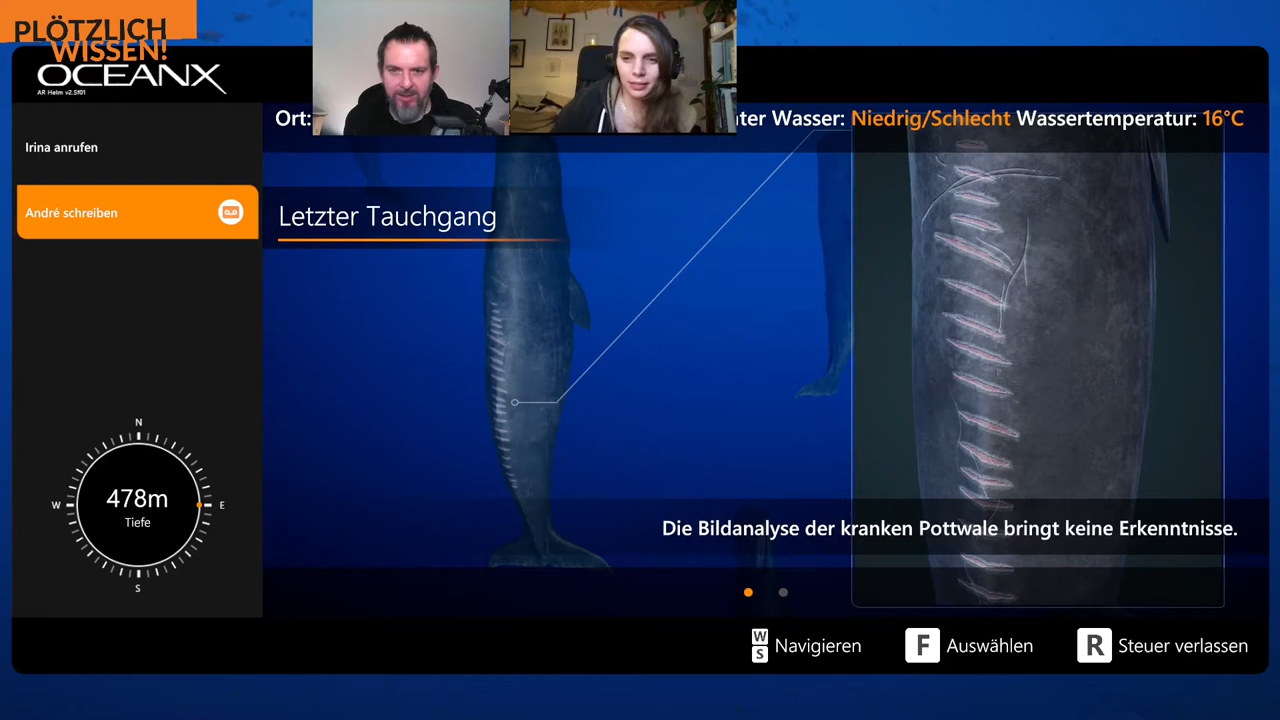 PLÖTZLICH
WISSEN!
OCEANX
AR Helm v2.5f01
Ort:
ter Wasser: Niedrig/Schlecht Wassertemperatur: 16°C
Irina anrufen
André schreiben
Letzter Tauchgang
N
W
478m
E
Tiefe
S
Die Bildanalyse der kranken Pottwale bringt keine Erkenntnisse.
W
S
Navigieren
F Auswählen
R Steuer verlassen